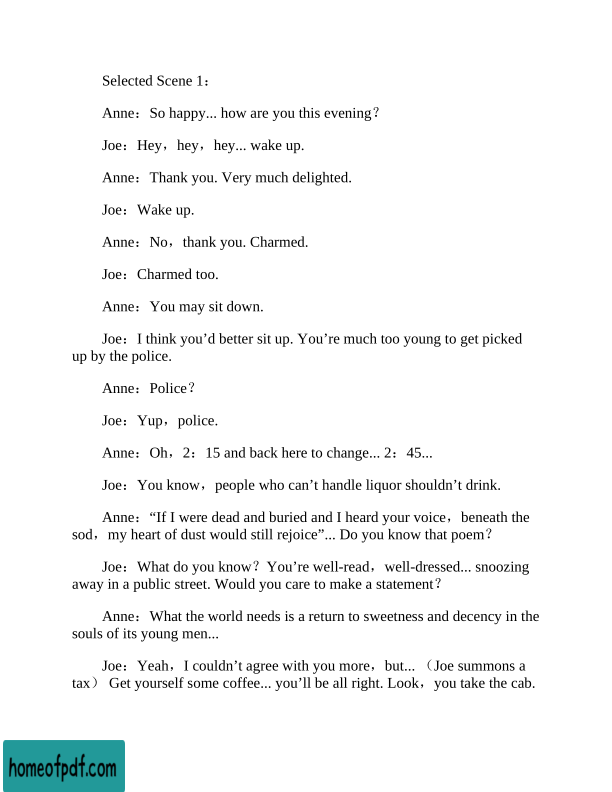 Selected Scene 1：
Anne：So happy... how are you this evening？
Joe：Hey，hey，hey... wake up.
Anne：Thank you. Very much delighted.
Joe：Wake up.
Anne：No，thank you. Charmed.
Joe：Charmed too.
Anne：You may sit down.
Joe：I think you’d better sit up. You’re much too young to get picked
up by the police.
Anne：Police？
Joe：Yup，police.
Anne：Oh，2：15 and back here to change... 2：45...
Joe：You know，people who can’t handle liquor shouldn’t drink.
Anne：“If I were dead and buried and I heard your voice，beneath the
sod，my heart of dust would still rejoice”... Do you know that poem？
Joe：What do you know？You’re well-read，well-dressed... snoozing
away in a public street. Would you care to make a statement？
Anne：What the world needs is a return to sweetness and decency in the
souls of its young men...
Joe：Yeah，I couldn’t agree with you more，but... （Joe summons a
tax） Get yourself some coffee... you’ll be all right. Look，you take the cab.
homeofpdf.com